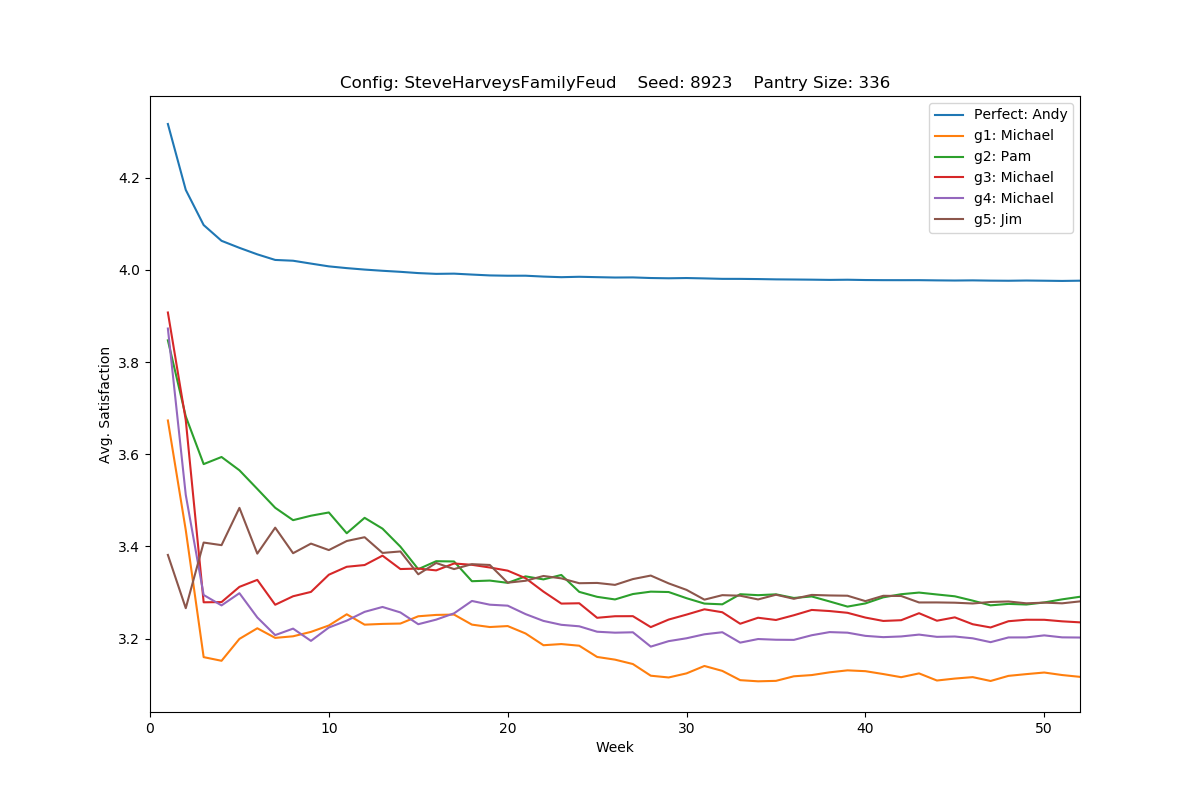 Config: SteveHarveysFamilyFeud    Seed: 8923    Pantry Size: 336
Perfect: Andy
g1: Michael
g2: Pam
g3: Michael
g4: Michael
g5: Jim
Avg. Satisfaction
4.2
4.0
3.8
3.6
3.4
3.2
0 10 20 30 40 50
Week